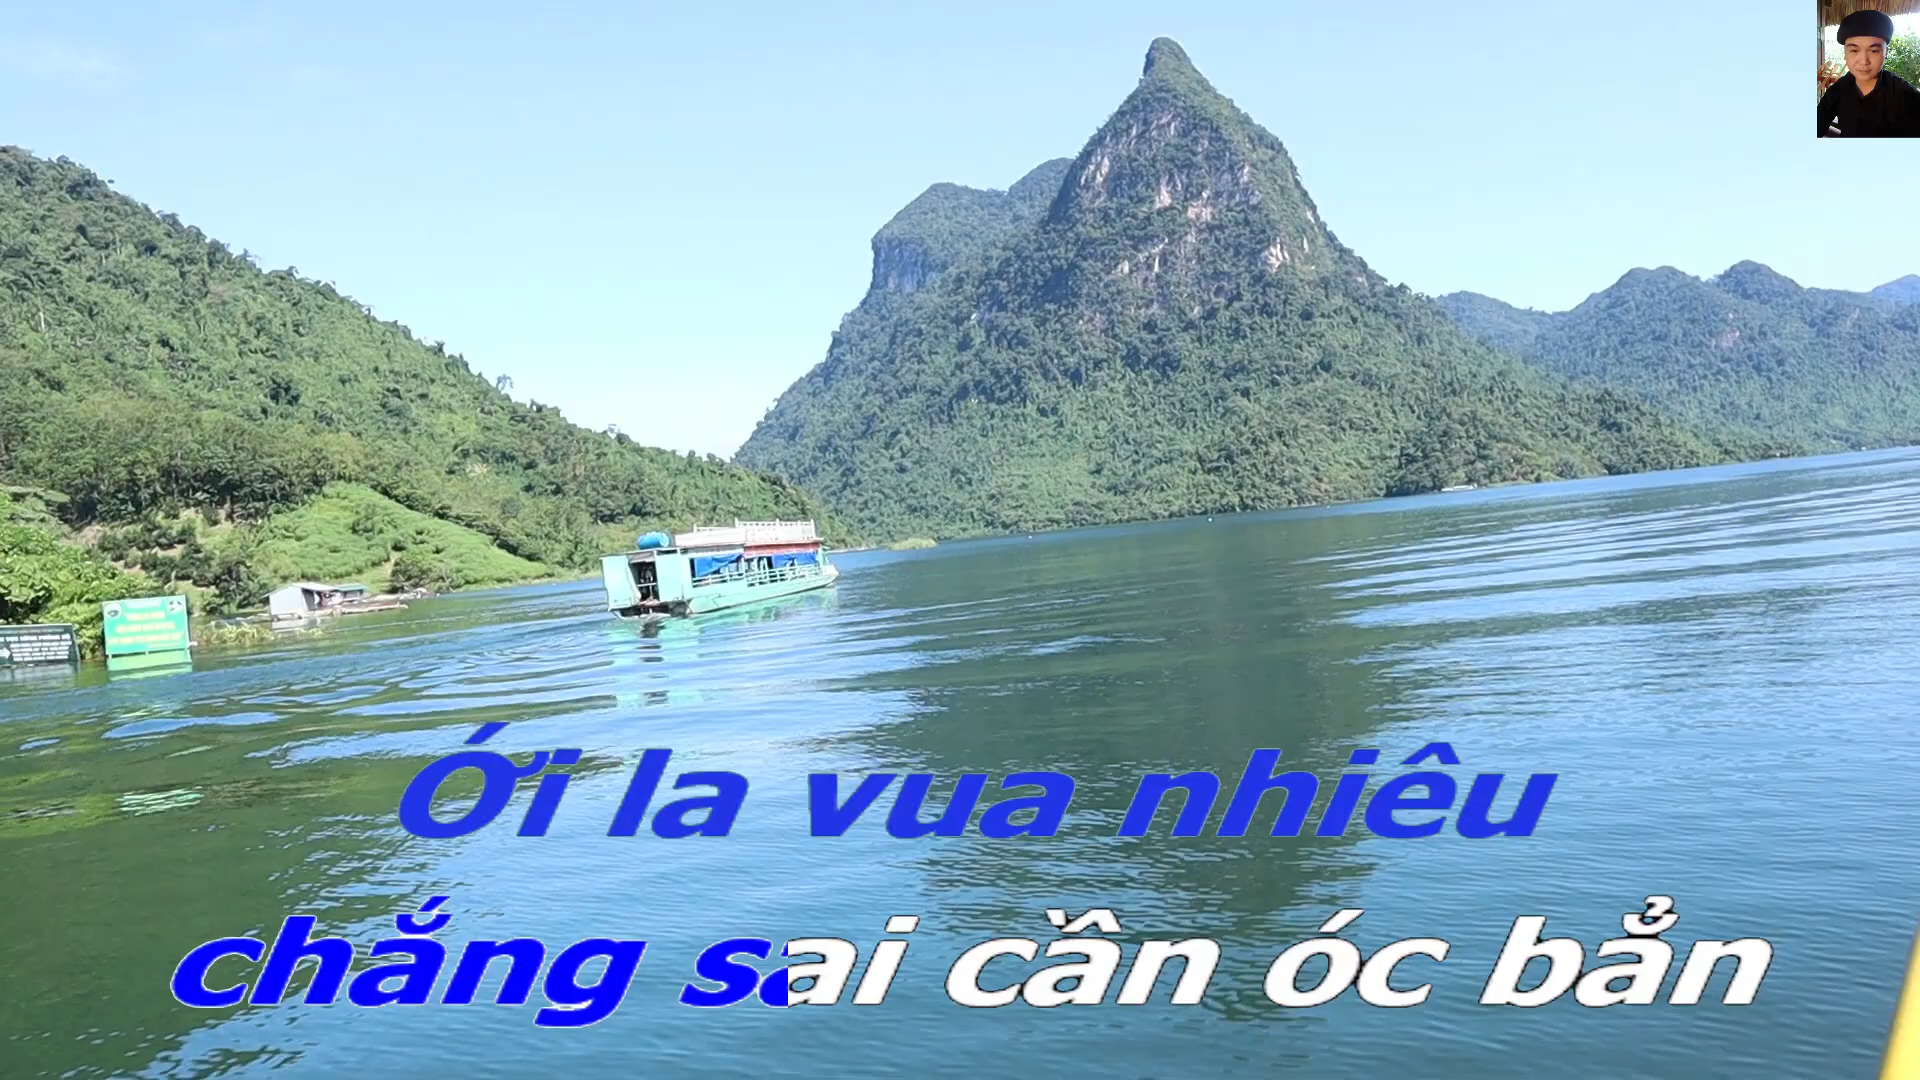 Ới la vua nhiêu
chắng sai cần óc bẳn